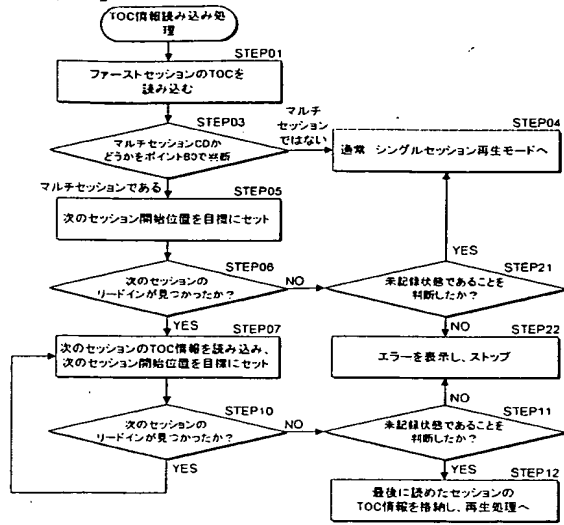 TOC情報読み込み処
理
STEP01
ファーストセッションのTOCを
読み込む
STEP03
マルチセッションCDか
どうかをポイントB0で判断
マルチ
セッション
ではない
STEP04
通常 シングルセッション再生モードへ
マルチセッションである
STEP05
次のセッション開始位置を目標にセット
STEP06
次のセッションの
リードインが見つかったか？
NO
YES
STEP21
未記録状態であることを
判断したか？
YES
NO
STEP07
次のセッションのTOC情報を読み込み、
次のセッション開始位置を目標にセット
STEP22
エラーを表示し、ストップ
STEP10
次のセッションの
リードインが見つかったか？
NO
YES
NO
STEP11
未記録状態であることを
判断したか？
YES
STEP12
最後に読めたセッションの
TOC情報を格納し、再生処理へ